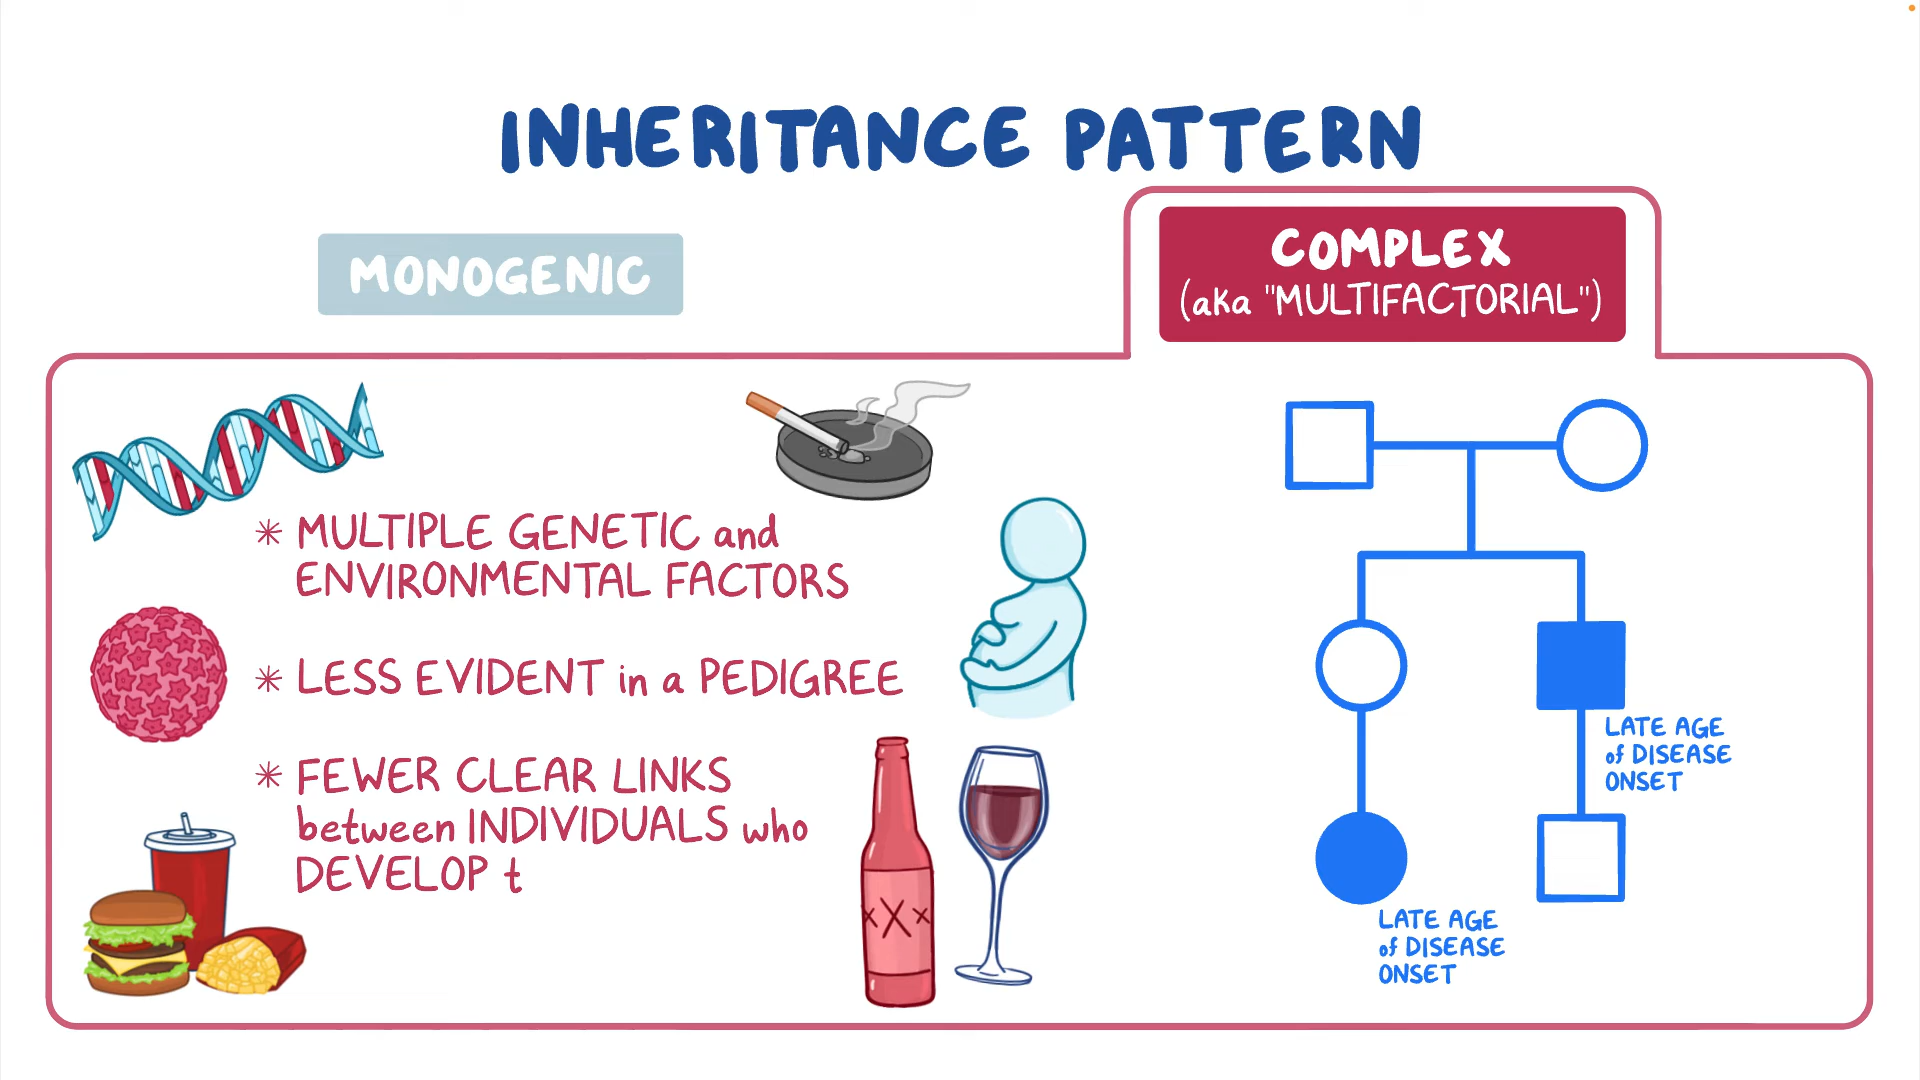 INHERITANCE PATTERN
MONOGENIC
COMPLEX
(aka "MULTIFACTORIAL")
* MULTIPLE GENETIC and
ENVIRONMENTAL FACTORS
* LESS EVIDENT in a PEDIGREE
* FEWER CLEAR LINKS
between INDIVIDUALS who
DEVELOP t
xXx
LATE AGE
of DISEASE
ONSET
LATE AGE
of DISEASE
ONSET